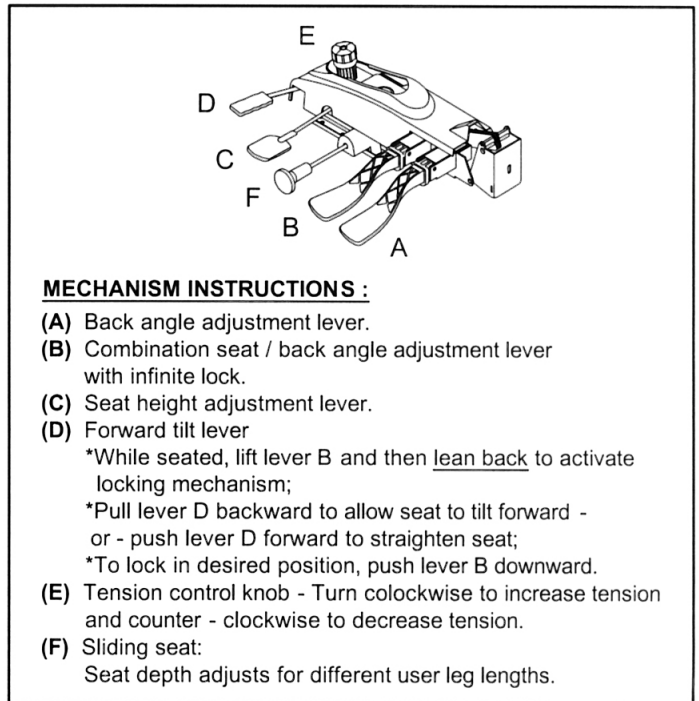 E
D
C
F
B
A
MECHANISM INSTRUCTIONS :
(A) Back angle adjustment lever.
(B) Combination seat / back angle adjustment lever
with infinite lock.
(C) Seat height adjustment lever.
(D) Forward tilt lever
*While seated, lift lever B and then lean back to activate
locking mechanism;
*Pull lever D backward to allow seat to tilt forward -
or - push lever D forward to straighten seat;
*To lock in desired position, push lever B downward.
(E) Tension control knob - Turn colockwise to increase tension
and counter - clockwise to decrease tension.
(F) Sliding seat:
Seat depth adjusts for different user leg lengths.